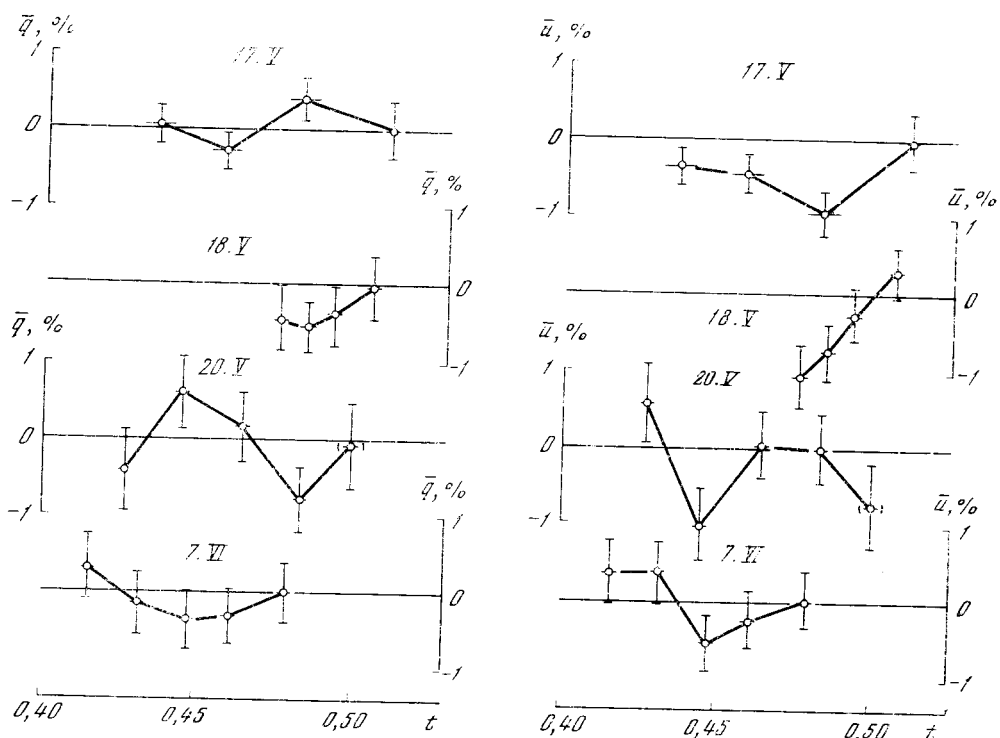 q̄, %
1
0
-1
17. V
q̄, %
1
0
-1
18. V
q̄, %
1
0
-1
20. V
q̄, %
1
0
-1
7. VI
0,40
0,45
0,50
t
ū, %
1
0
-1
17. V
ū, %
1
0
-1
18. V
ū, %
1
0
-1
20. V
ū, %
1
0
-1
7. VI
0,40
0,45
0,50
t